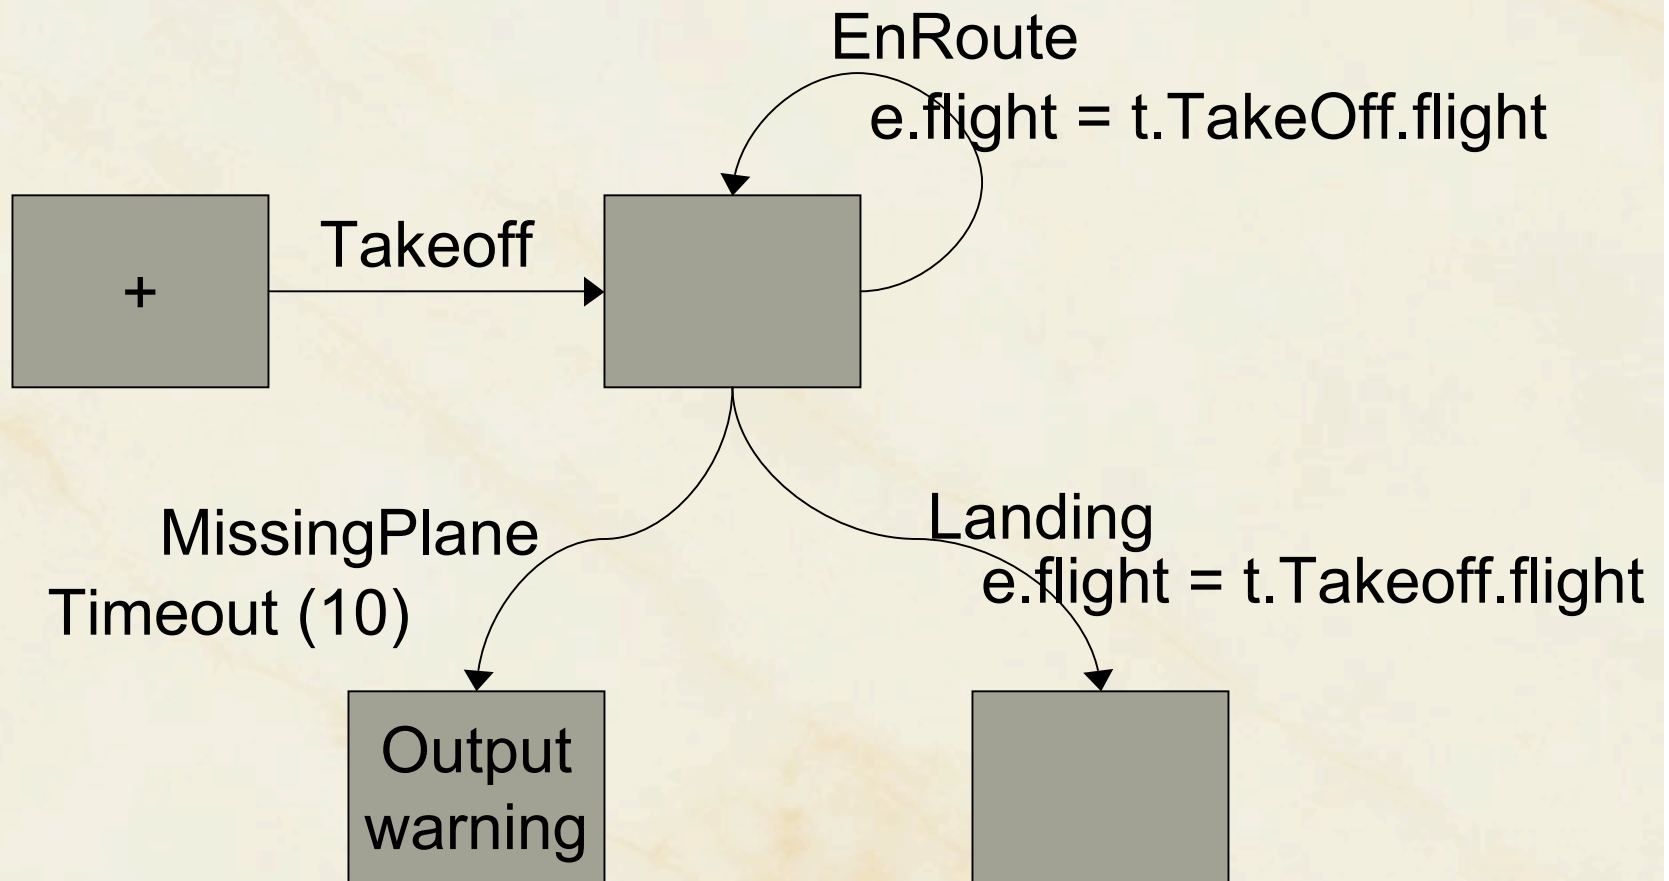 EnRoute
e.flight = t.TakeOff.flight
Takeoff
+
MissingPlane
Timeout (10)
Landing
e.flight = t.Takeoff.flight
Output
warning